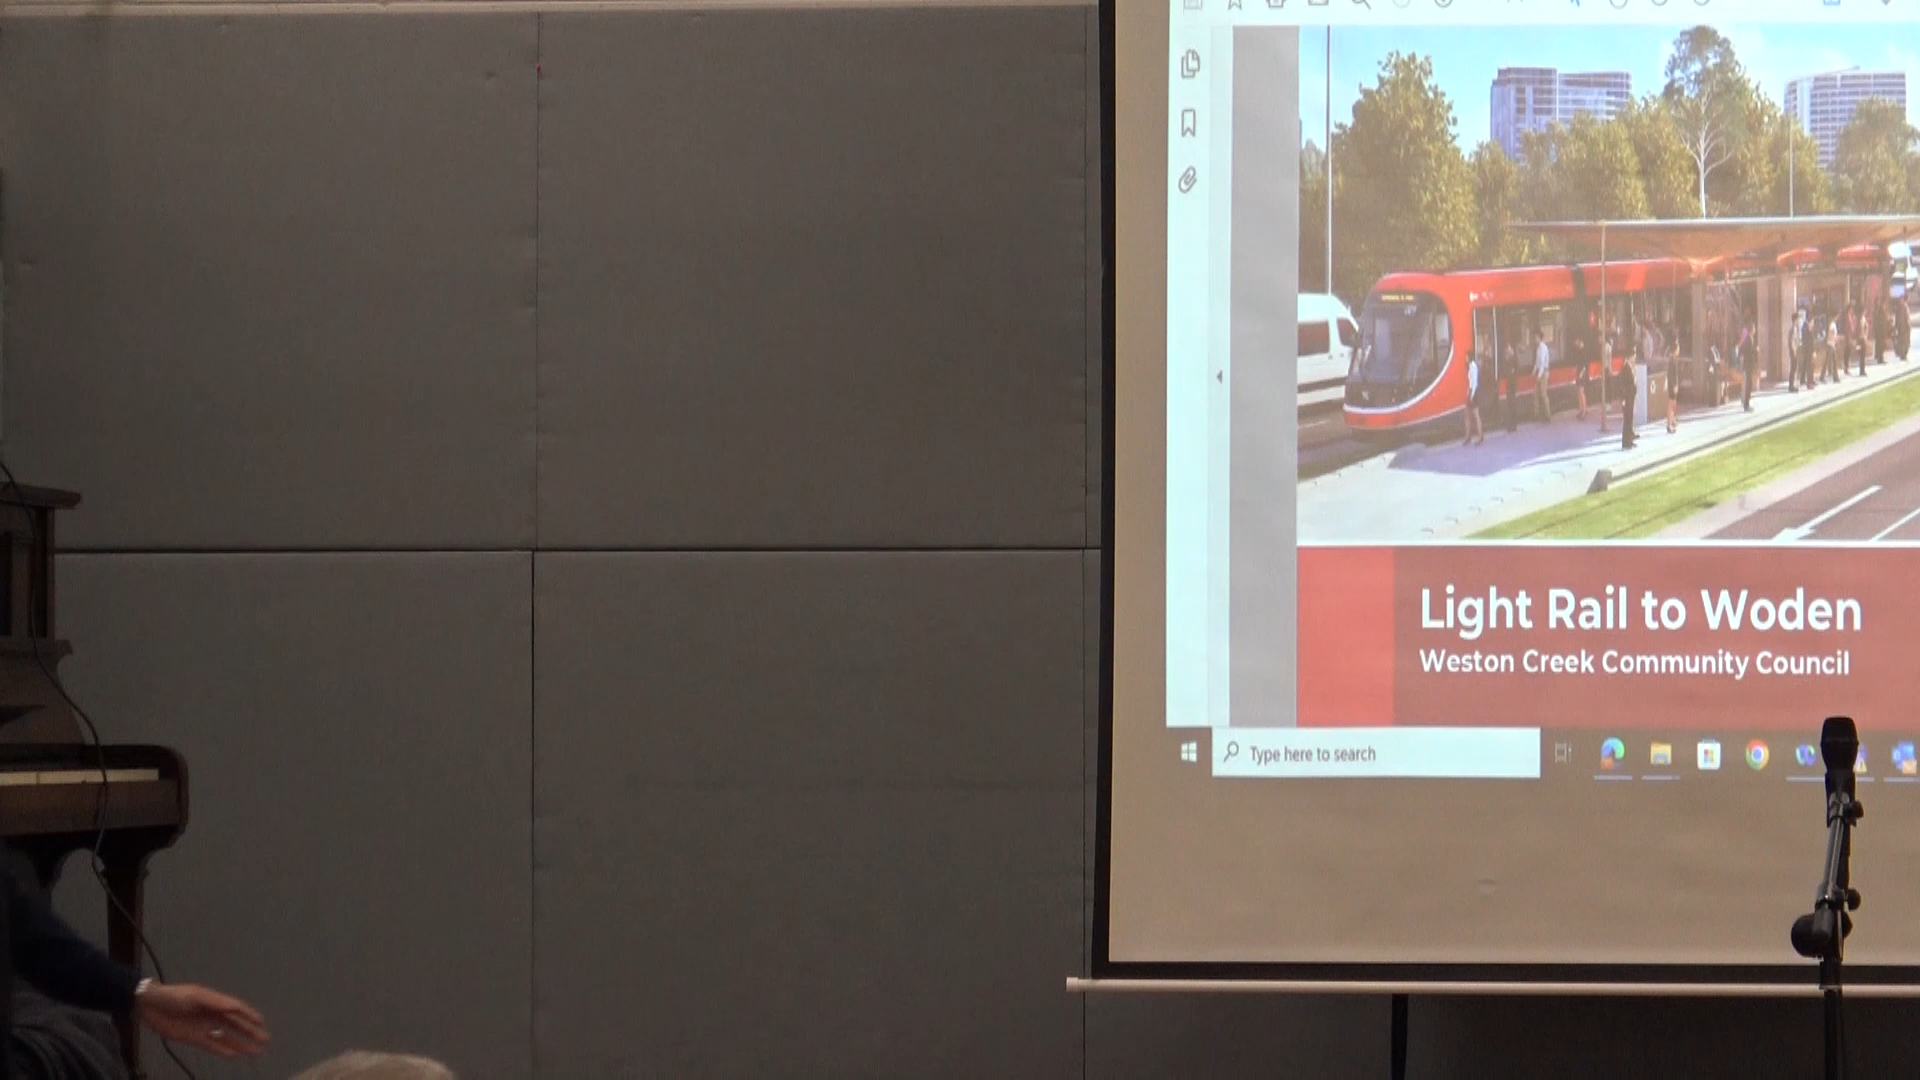 Light Rail to Woden
Weston Creek Community Council
Type here to search